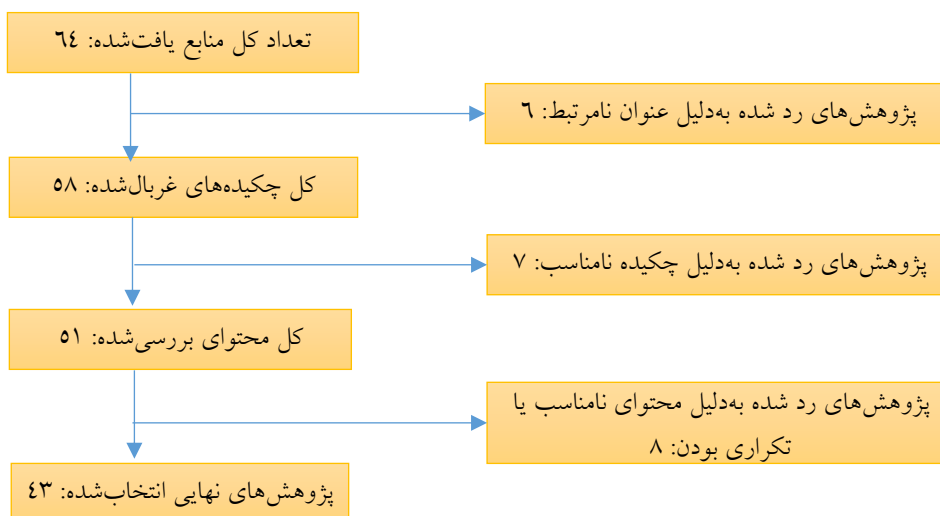 تعداد کل منابع یافت‌شده: ٦٤
پژوهش‌های رد شده به‌دلیل عنوان نامرتبط: ٦
کل چکیده‌های غربال‌شده: ٥٨
پژوهش‌های رد شده به‌دلیل چکیده نامناسب: ٧
کل محتوای بررسی‌شده: ٥١
پژوهش‌های رد شده به‌دلیل محتوای نامناسب یا
تکراری بودن: ٨
پژوهش‌های نهایی انتخاب‌شده: ٤٣